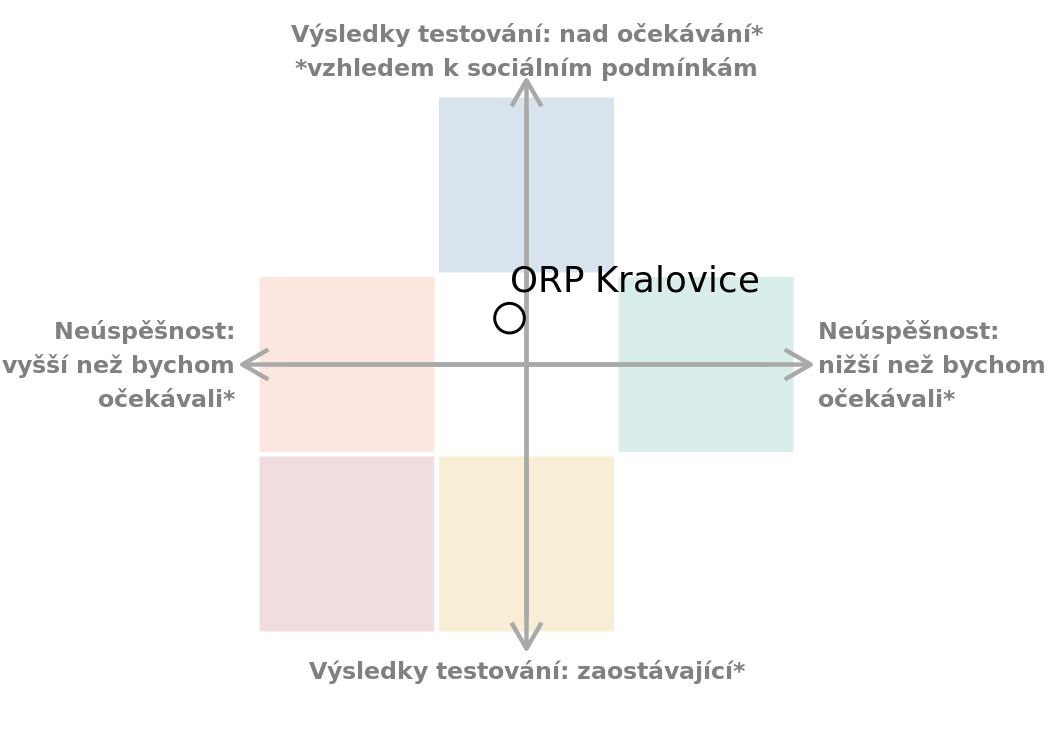 Výsledky testování: nad očekávání*
*vzhledem k sociálním podmínkám
ORP Kralovice
Neúspěšnost:
vyšší než bychom
očekávali*
Neúspěšnost:
nižší než bychom
očekávali*
Výsledky testování: zaostávající*